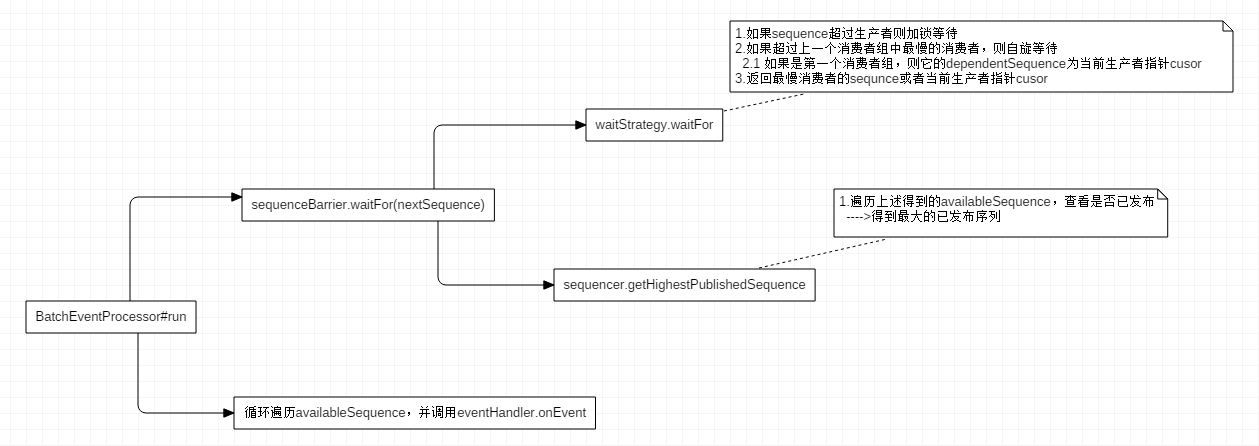 1.如果sequence超过生产者则加锁等待
2.如果超过上一个消费者组中最慢的消费者，则自旋等待
2.1 如果是第一个消费者组，则它的dependentSequence为当前生产者指针cusor
3.返回最慢消费者的sequnce或者当前生产者指针cusor
waitStrategy.waitFor
sequenceBarrier.waitFor(nextSequence)
1.遍历上述得到的availableSequence，查看是否已发布
---->得到最大的已发布序列
sequencer.getHighestPublishedSequence
BatchEventProcessor#run
循环遍历availableSequence，并调用eventHandler.onEvent